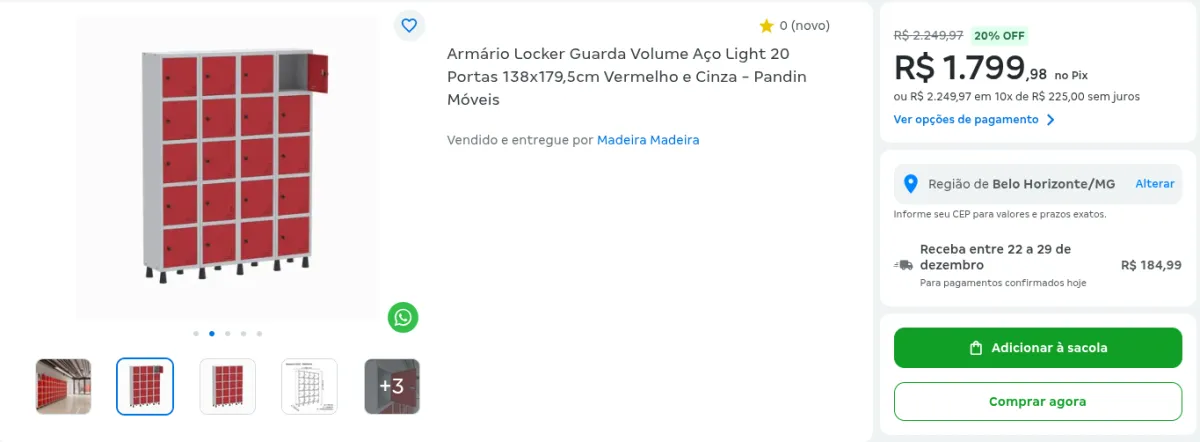 0 (novo)
Armário Locker Guarda Volume Aço Light 20
Portas 138x179,5cm Vermelho e Cinza - Pandin
Móveis
Vendido e entregue por Madeira Madeira
+3
R$ 2.249,97 20% OFF
R$ 1.799,98 no Pix
ou R$ 2.249,97 em 10x de R$ 225,00 sem juros
Ver opções de pagamento
Região de Belo Horizonte/MG Alterar
Informe seu CEP para valores e prazos exatos.
Receba entre 22 a 29 de
dezembro
R$ 184,99
Para pagamentos confirmados hoje
Adicionar à sacola
Comprar agora